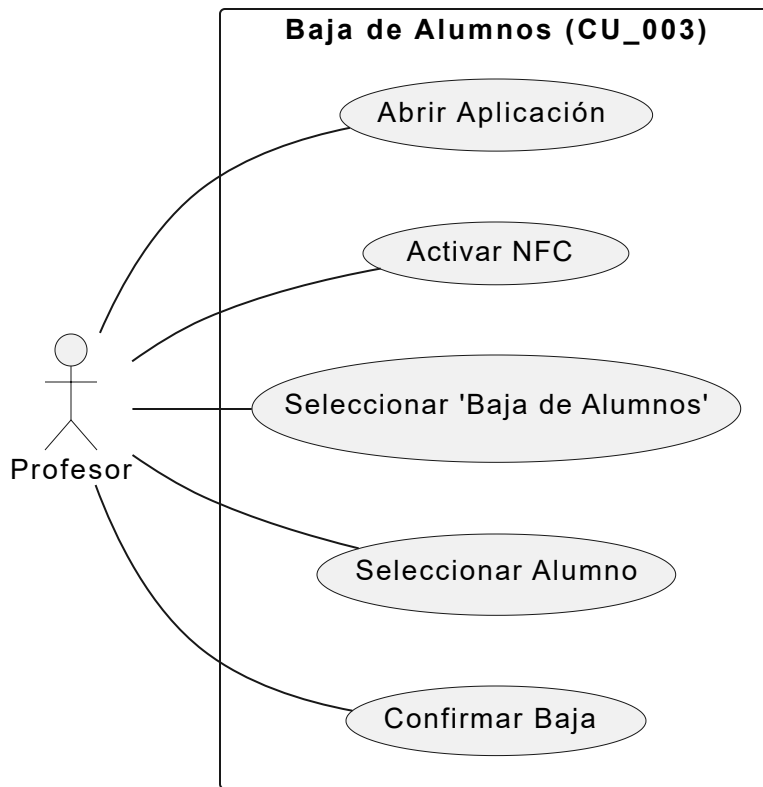 Baja de Alumnos (CU_003)
Abrir Aplicación
Activar NFC
Seleccionar 'Baja de Alumnos'
Profesor
Seleccionar Alumno
Confirmar Baja